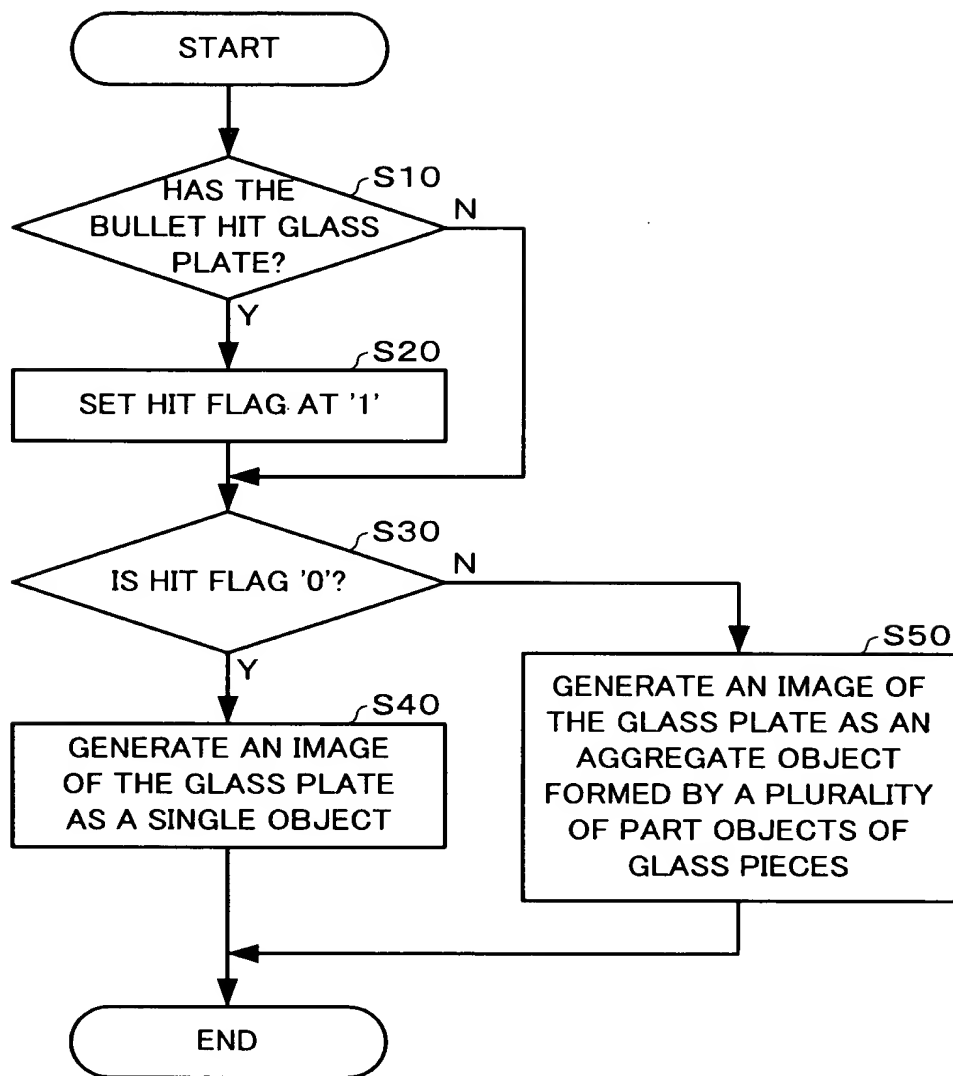 START
S10
HAS THE
BULLET HIT GLASS
PLATE?
N
Y
S20
SET HIT FLAG AT '1'
S30
IS HIT FLAG '0'?
N
Y
S40
GENERATE AN IMAGE
OF THE GLASS PLATE
AS A SINGLE OBJECT
S50
GENERATE AN IMAGE OF
THE GLASS PLATE AS AN
AGGREGATE OBJECT
FORMED BY A PLURALITY
OF PART OBJECTS OF
GLASS PIECES
END